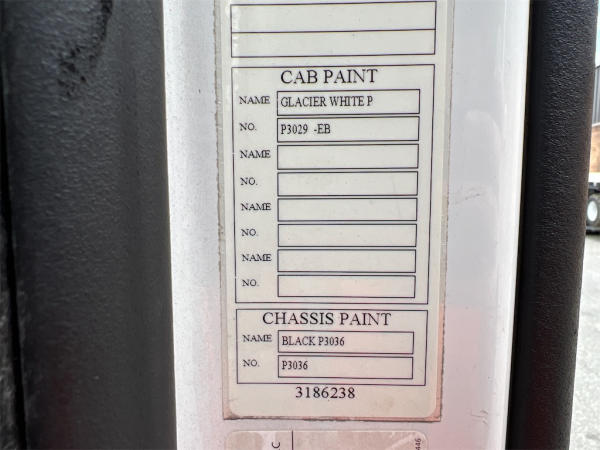 CAB PAINT
NAME GLACIER WHITE P
NO. P3029 -EB
NAME
NO.
NAME
NO.
NAME
NO.
CHASSIS PAINT
NAME BLACK P3036
NO. P3036
3186238
446